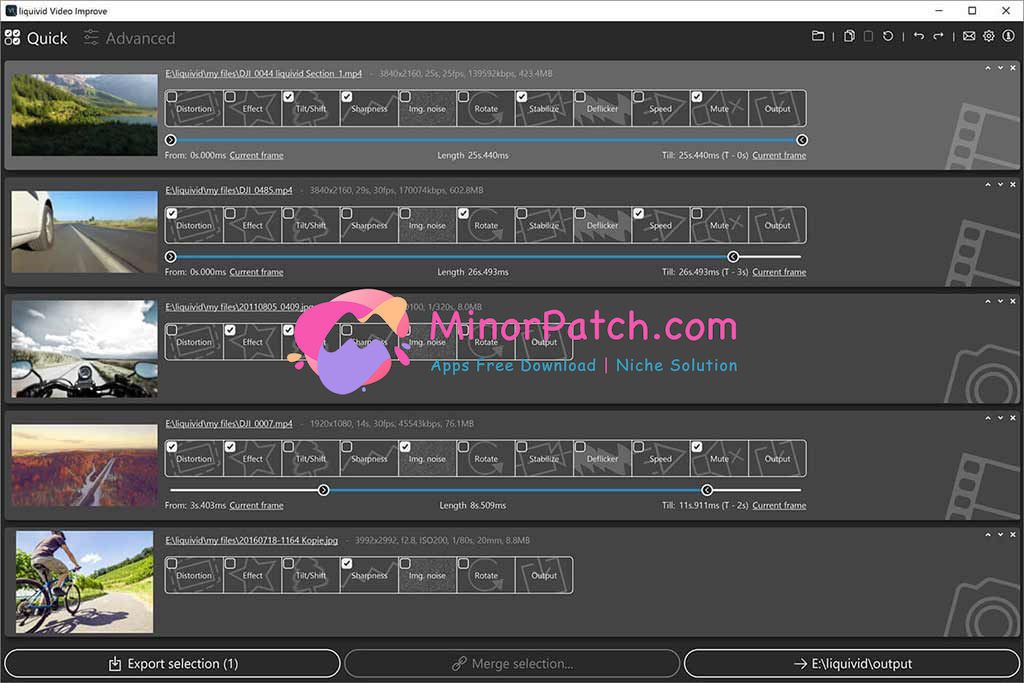 liquivid Video Improve
Quick Advanced
E:\liquivid\my files\DJI_0044 liquivid Section_1.mp4 - 3840x2160, 25s, 25fps, 139592kbps, 423.4MB
Distortion Effect Tilt/Shift Sharpness Img. noise Rotate Stabilize Deflicker Speed Mute Output
From: 0s.000ms Current frame Length 25s.440ms Till: 25s.440ms (T - 0s) Current frame
E:\liquivid\my files\DJI_0485.mp4 - 3840x2160, 29s, 30fps, 170074kbps, 602.8MB
Distortion Effect Tilt/Shift Sharpness Img. noise Rotate Stabilize Deflicker Speed Mute Output
From: 0s.000ms Current frame Length 26s.493ms Till: 26s.493ms (T - 3s) Current frame
E:\liquivid\my files\20110805_0409.jpg 1/320s, 8.0MB
Distortion Effect Sharpness Img. noise Rotate Output
MinorPatch.com
Apps Free Download | Niche Solution
E:\liquivid\my files\DJI_0007.mp4 - 1920x1080, 14s, 30fps, 45543kbps, 76.1MB
Distortion Effect Tilt/Shift Sharpness Img. noise Rotate Stabilize Deflicker Speed Mute Output
From: 3s.403ms Current frame Length 8s.509ms Till: 11s.911ms (T - 2s) Current frame
E:\liquivid\my files\20160718-1164 Kopie.jpg - 3992x2992, f2.8, ISO200, 1/80s, 20mm, 8.8MB
Distortion Effect Tilt/Shift Sharpness Img. noise Rotate Output
Export selection (1) Merge selection... E:\liquivid\output